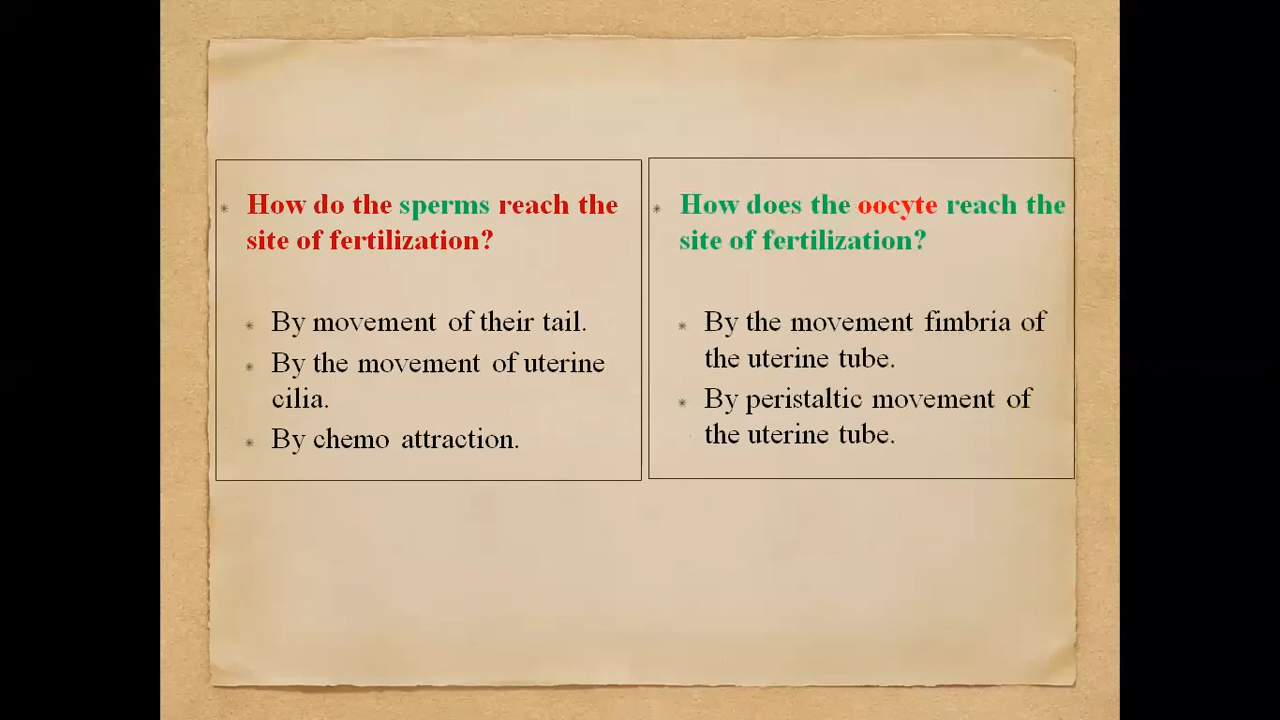 How do the sperms reach the
site of fertilization?
By movement of their tail.
By the movement of uterine
cilia.
By chemo attraction.
How does the oocyte reach the
site of fertilization?
By the movement fimbria of
the uterine tube.
By peristaltic movement of
the uterine tube.